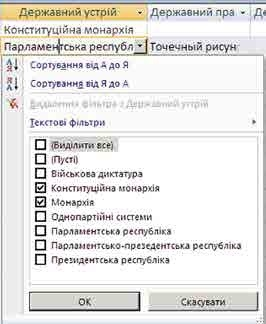 Державний устрій Державний пра Де
Конституційна монархія
Парламентська республ Точечный рисун
Сортування від А до Я
Сортування від Я до А
Видалення фільтра з Державний устрій
Текстові фільтри
(Виділити все)
(Пусті)
Військова диктатура
Конституційна монархія
Монархія
Однопартійні системи
Парламентська республіка
Парламентсько-президентська республіка
Президентська республіка
ОК Скасувати